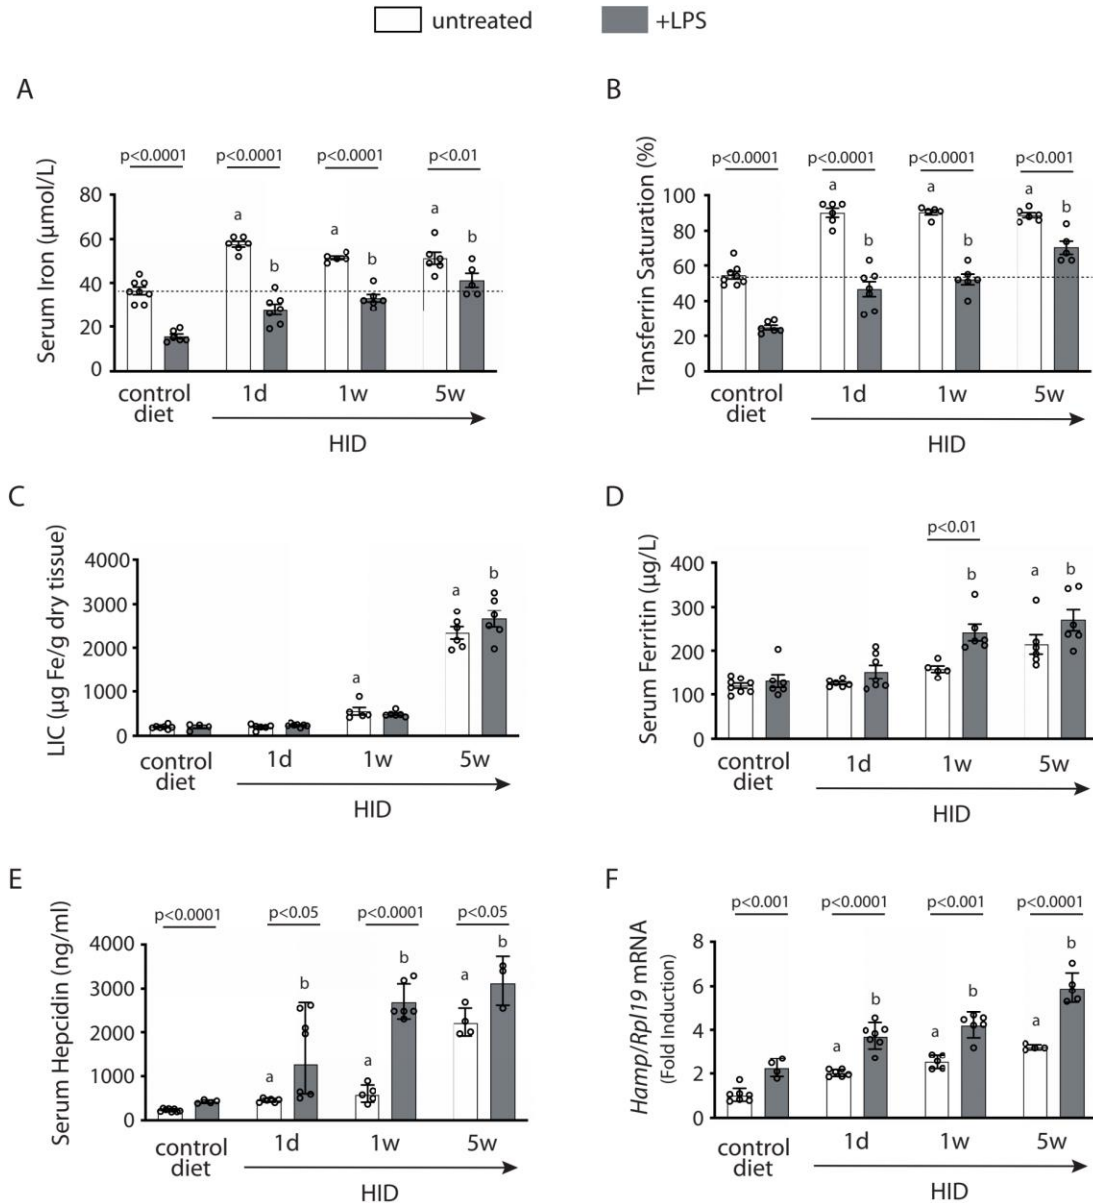 untreated +LPS
A
p<0.0001 p<0.0001 p<0.0001 p<0.01
Serum Iron (µmol/L)
80
60
40
20
0
a a a
b b b
control diet 1d 1w 5w
HID
B
p<0.0001 p<0.0001 p<0.0001 p<0.001
Transferrin Saturation (%)
100
80
60
40
20
0
a a a
b b b
control diet 1d 1w 5w
HID
C
LIC (µg Fe/g dry tissue)
4000
3000
2000
1000
0
a a b
control diet 1d 1w 5w
HID
D
p<0.01
Serum Ferritin (µg/L)
400
300
200
100
0
b a b
control diet 1d 1w 5w
HID
E
p<0.0001 p<0.05 p<0.0001 p<0.05
Serum Hepcidin (ng/ml)
4000
3000
2000
1000
0
a b a b a b
control diet 1d 1w 5w
HID
F
p<0.001 p<0.0001 p<0.001 p<0.0001
Hamp/Rpl19 mRNA
(Fold Induction)
8
6
4
2
0
a b a b a b
control diet 1d 1w 5w
HID